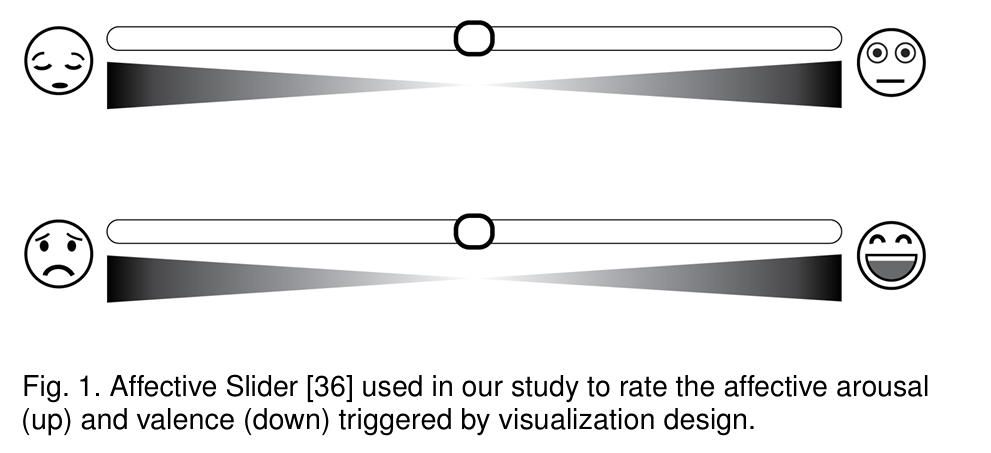 Fig. 1. Affective Slider [36] used in our study to rate the affective arousal
(up) and valence (down) triggered by visualization design.